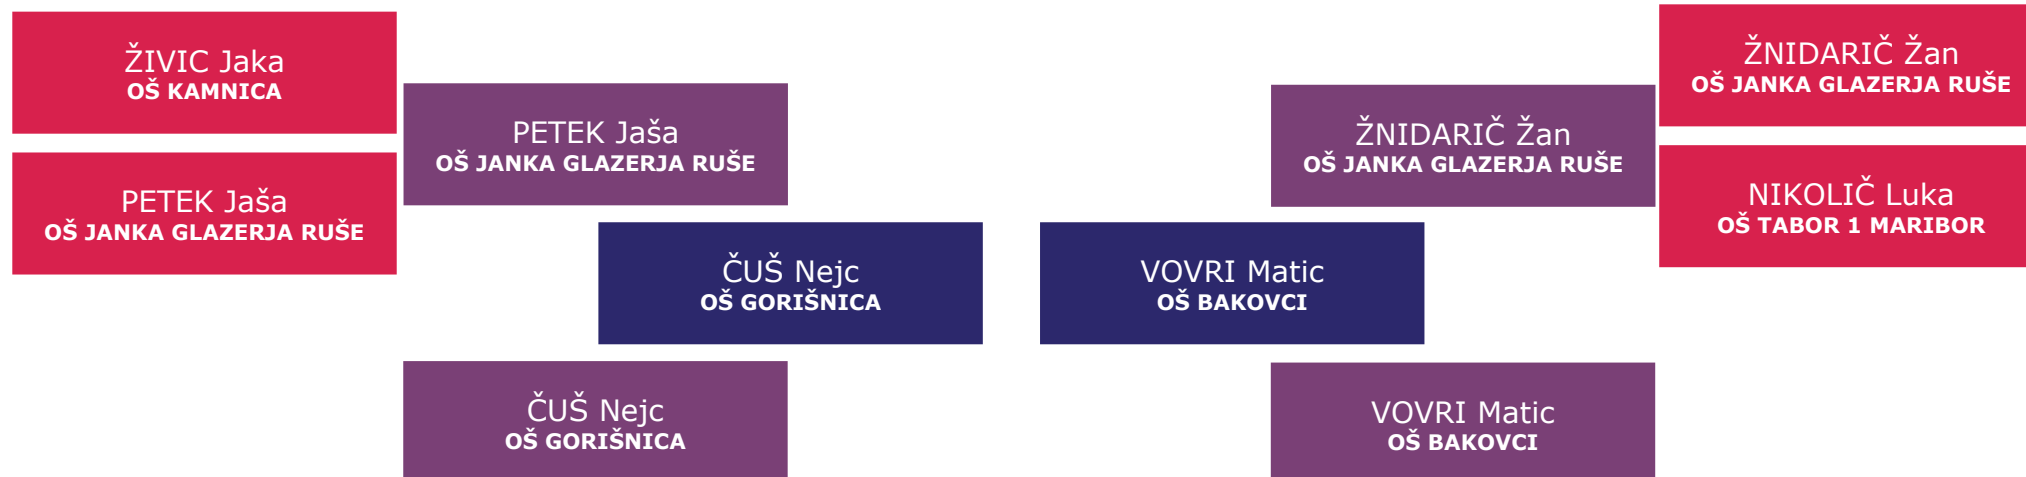 ŽIVIC Jaka
OŠ KAMNICA
PETEK Jaša
OŠ JANKA GLAZERJA RUŠE
PETEK Jaša
OŠ JANKA GLAZERJA RUŠE
ČUŠ Nejc
OŠ GORIŠNICA
ČUŠ Nejc
OŠ GORIŠNICA
ŽNIDARIČ Žan
OŠ JANKA GLAZERJA RUŠE
ŽNIDARIČ Žan
OŠ JANKA GLAZERJA RUŠE
NIKOLIČ Luka
OŠ TABOR 1 MARIBOR
VOVRI Matic
OŠ BAKOVCI
VOVRI Matic
OŠ BAKOVCI